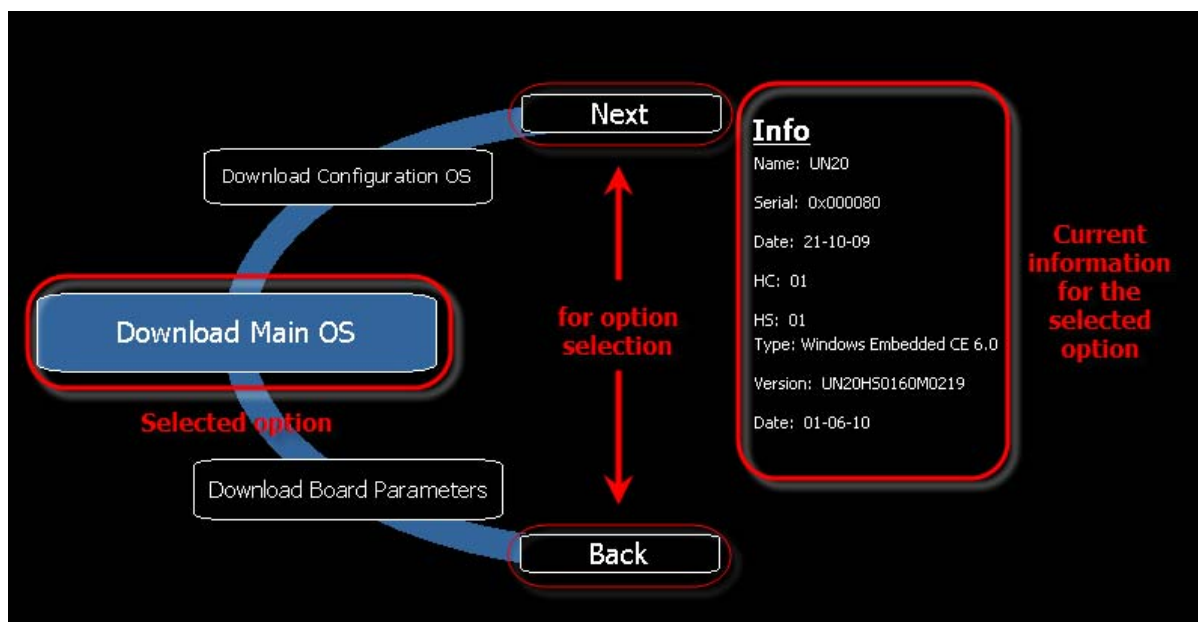 Next
Download Configuration OS
Download Main OS
Selected option
Download Board Parameters
Back
for option
selection
Info
Name: UN20
Serial: 0x000080
Date: 21-10-09
HC: 01
HS: 01
Type: Windows Embedded CE 6.0
Version: UN20HS0160M0219
Date: 01-06-10
Current
information
for the
selected
option